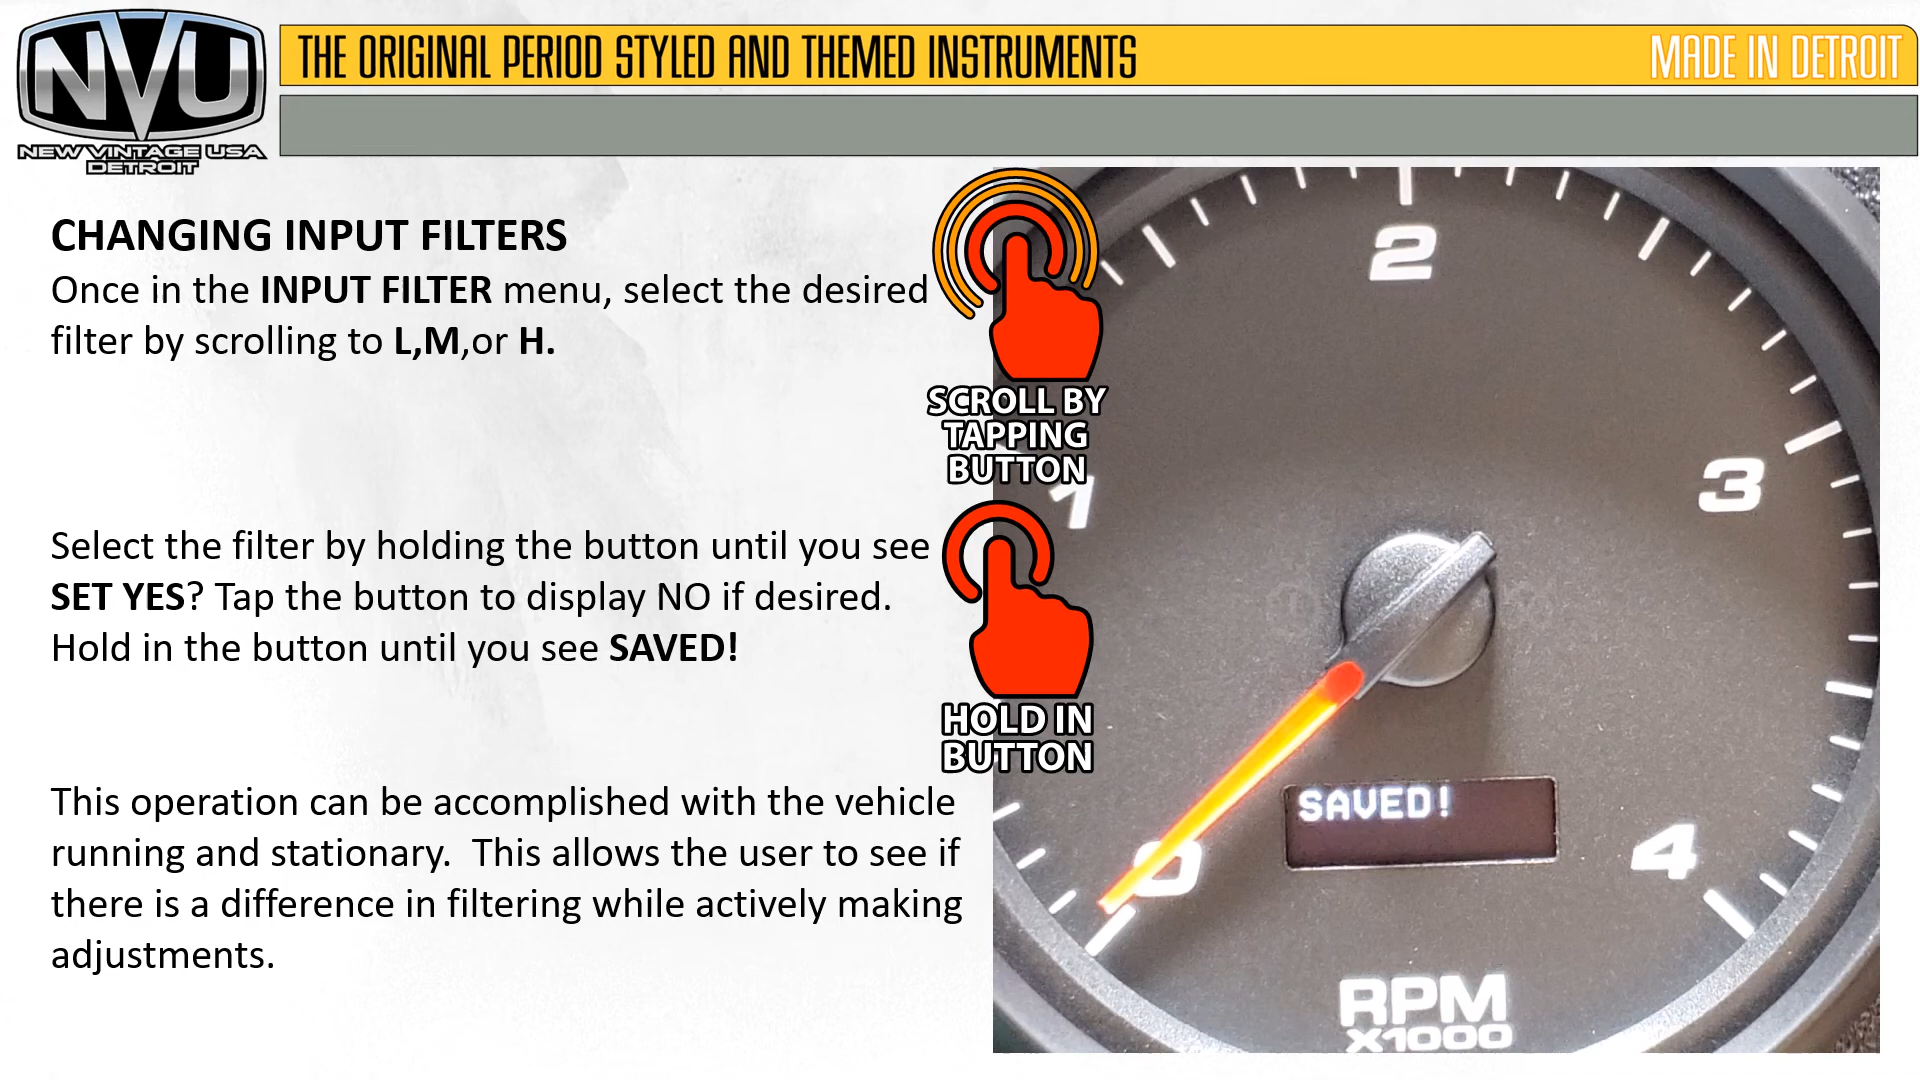 NVU
NEW VINTAGE USA
DETROIT
THE ORIGINAL PERIOD STYLED AND THEMED INSTRUMENTS
MADE IN DETROIT
CHANGING INPUT FILTERS
Once in the INPUT FILTER menu, select the desired
filter by scrolling to L,M,or H.
Select the filter by holding the button until you see
SET YES? Tap the button to display NO if desired.
Hold in the button until you see SAVED!
This operation can be accomplished with the vehicle
running and stationary.  This allows the user to see if
there is a difference in filtering while actively making
adjustments.
SCROLL BY
TAPPING
BUTTON
HOLD IN
BUTTON
0
1
2
3
4
SAVED!
RPM
X1000